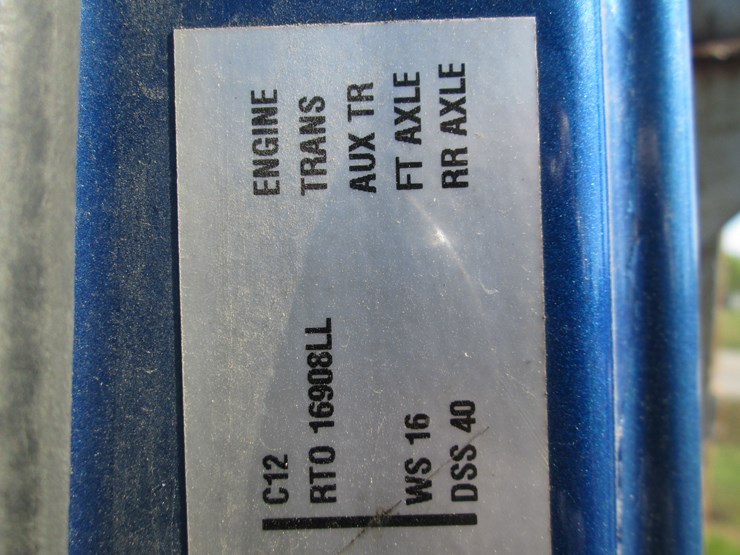 C12 ENGINE
RTO 16908LL TRANS
AUX TR
WS 16 FT AXLE
DSS 40 RR AXLE